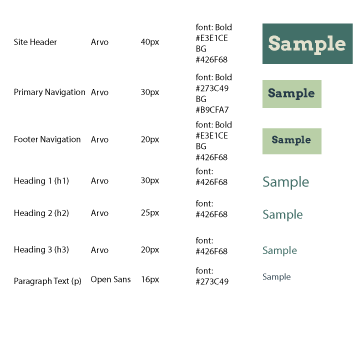 Site Header Arvo 40px font: Bold #E3E1CE BG #426F68 Sample
Primary Navigation Arvo 30px font: Bold #273C49 BG #B9CFA7 Sample
Footer Navigation Arvo 20px font: Bold #E3E1CE BG #426F68 Sample
Heading 1 (h1) Arvo 30px font: #426F68 Sample
Heading 2 (h2) Arvo 25px font: #426F68 Sample
Heading 3 (h3) Arvo 20px font: #426F68 Sample
Paragraph Text (p) Open Sans 16px font: #273C49 Sample